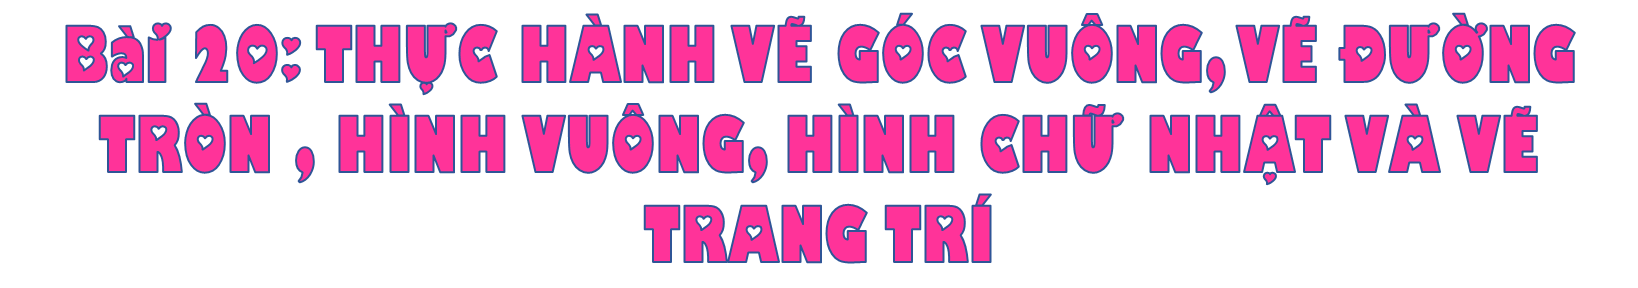 Bài 20: THỰC HÀNH VẼ GÓC VUÔNG, VẼ ĐƯỜNG
TRÒN , HÌNH VUÔNG, HÌNH CHỮ NHẬT VÀ VẼ
TRANG TRÍ